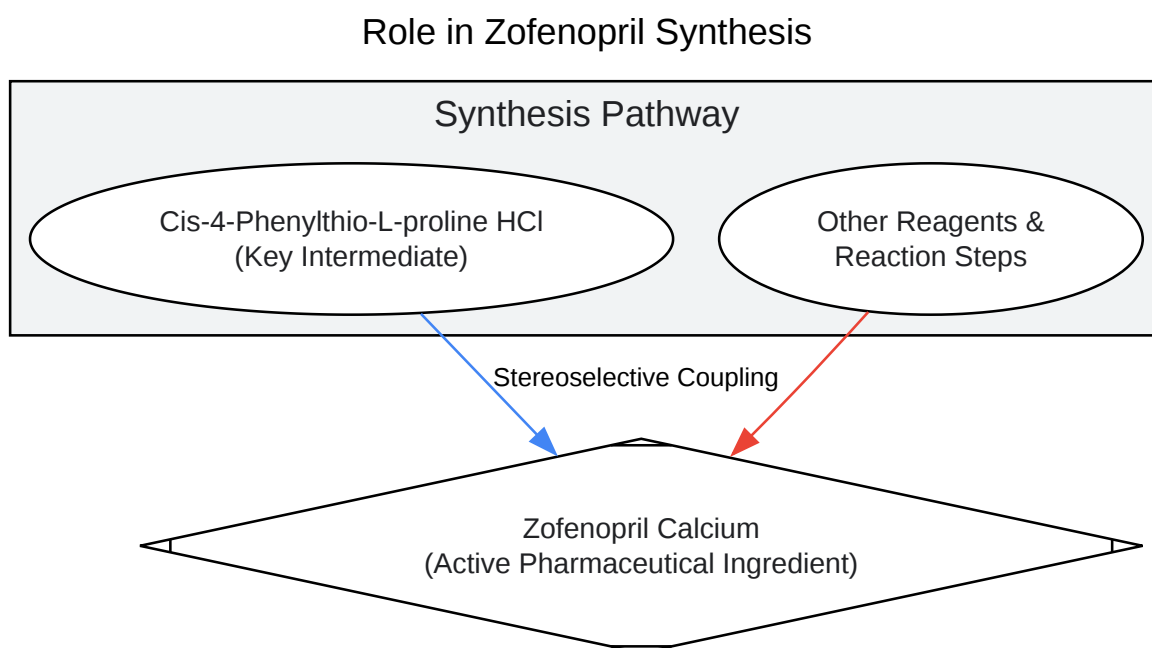 Role in Zofenopril Synthesis
Synthesis Pathway
Cis-4-Phenylthio-L-proline HCl
(Key Intermediate)
Other Reagents &
Reaction Steps
Stereoselective Coupling
Zofenopril Calcium
(Active Pharmaceutical Ingredient)